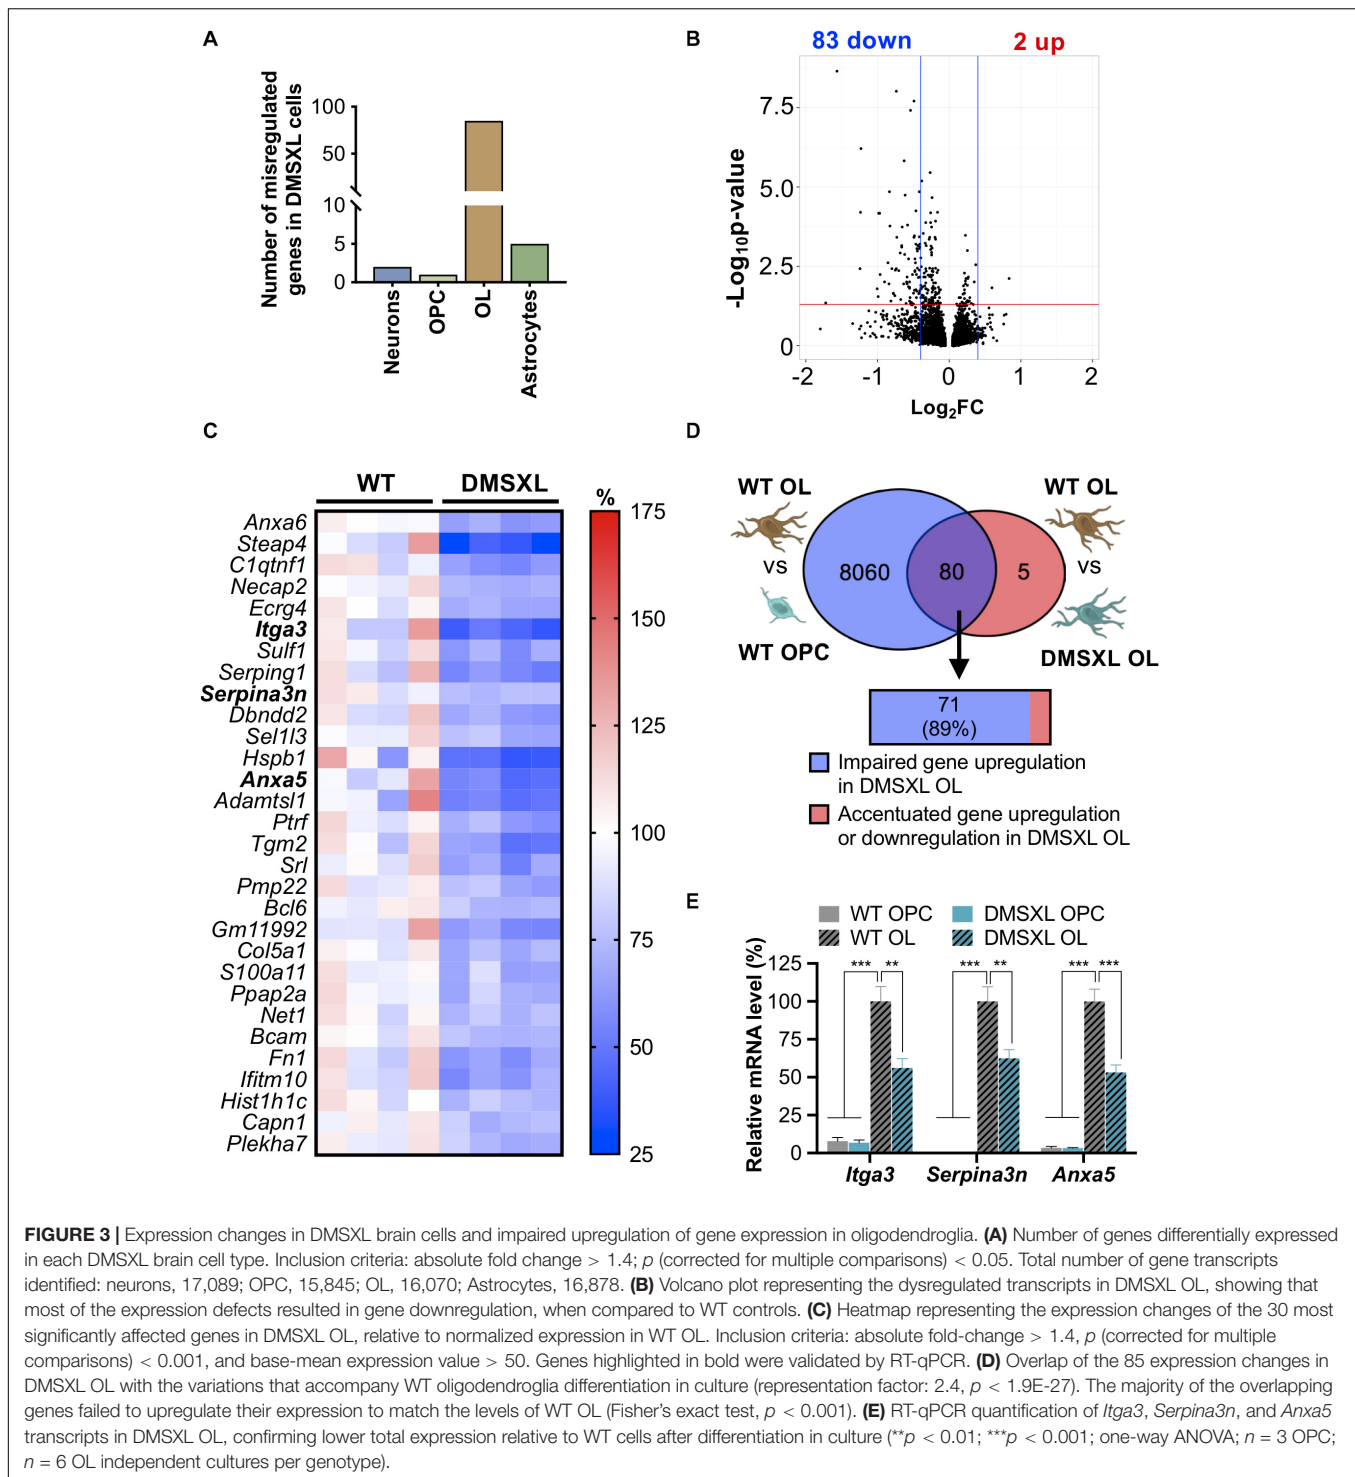 A
Number of misregulated
genes in DMSXL cells
100
50
10
5
0
Neurons
OPC
OL
Astrocytes
B
83 down
2 up
-Log10p-value
7.5
5.0
2.5
0
-2
-1
0
1
2
Log2FC
C
WT
DMSXL
%
Anxa6
Steap4
C1qtnf1
Necap2
Ecrg4
Itga3
Sulf1
Serping1
Serpina3n
Dbndd2
Sel1l3
Hspb1
Anxa5
Adamtsl1
Ptrf
Tgm2
Srl
Pmp22
Bcl6
Gm11992
Col5a1
S100a11
Ppap2a
Net1
Bcam
Fn1
Ifitm10
Hist1h1c
Capn1
Plekha7
175
150
125
100
75
50
25
D
WT OL
vs
WT OPC
8060
80
5
WT OL
vs
DMSXL OL
71
(89%)
Impaired gene upregulation
in DMSXL OL
Accentuated gene upregulation
or downregulation in DMSXL OL
E
WT OPC
DMSXL OPC
WT OL
DMSXL OL
Relative mRNA level (%)
125
100
75
50
25
0
*** **
*** **
*** ***
Itga3
Serpina3n
Anxa5
FIGURE 3 | Expression changes in DMSXL brain cells and impaired upregulation of gene expression in oligodendroglia. (A) Number of genes differentially expressed
in each DMSXL brain cell type. Inclusion criteria: absolute fold change > 1.4; p (corrected for multiple comparisons) < 0.05. Total number of gene transcripts
identified: neurons, 17,089; OPC, 15,845; OL, 16,070; Astrocytes, 16,878. (B) Volcano plot representing the dysregulated transcripts in DMSXL OL, showing that
most of the expression defects resulted in gene downregulation, when compared to WT controls. (C) Heatmap representing the expression changes of the 30 most
significantly affected genes in DMSXL OL, relative to normalized expression in WT OL. Inclusion criteria: absolute fold-change > 1.4, p (corrected for multiple
comparisons) < 0.001, and base-mean expression value > 50. Genes highlighted in bold were validated by RT-qPCR. (D) Overlap of the 85 expression changes in
DMSXL OL with the variations that accompany WT oligodendroglia differentiation in culture (representation factor: 2.4, p < 1.9E-27). The majority of the overlapping
genes failed to upregulate their expression to match the levels of WT OL (Fisher's exact test, p < 0.001). (E) RT-qPCR quantification of Itga3, Serpina3n, and Anxa5
transcripts in DMSXL OL, confirming lower total expression relative to WT cells after differentiation in culture (**p < 0.01; ***p < 0.001; one-way ANOVA; n = 3 OPC;
n = 6 OL independent cultures per genotype).